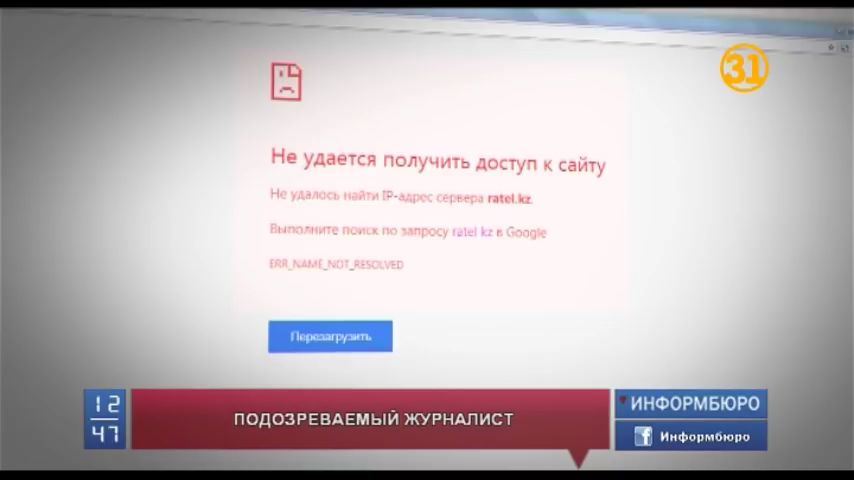 31
Не удается получить доступ к сайту
Не удалось найти IP-адрес сервера ratel.kz.
Выполните поиск по запросу ratel kz в Google
ERR_NAME_NOT_RESOLVED
Перезагрузить
12
47
ПОДОЗРЕВАЕМЫЙ ЖУРНАЛИСТ
ИНФОРМБЮРО
f Информбюро